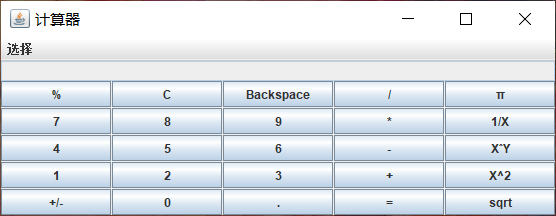 计算器
选择
% C Backspace / π
7 8 9 * 1/X
4 5 6 - X^Y
1 2 3 + X^2
+/- 0 . = sqrt